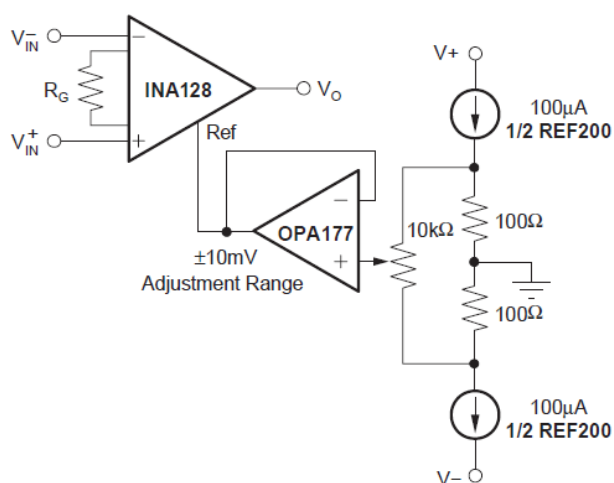 V⁻IN
RG
V⁺IN
−
+
INA128
Ref
VO
±10mV
Adjustment Range
OPA177
−
+
10kΩ
V+
100μA
1/2 REF200
100Ω
100Ω
100μA
1/2 REF200
V−